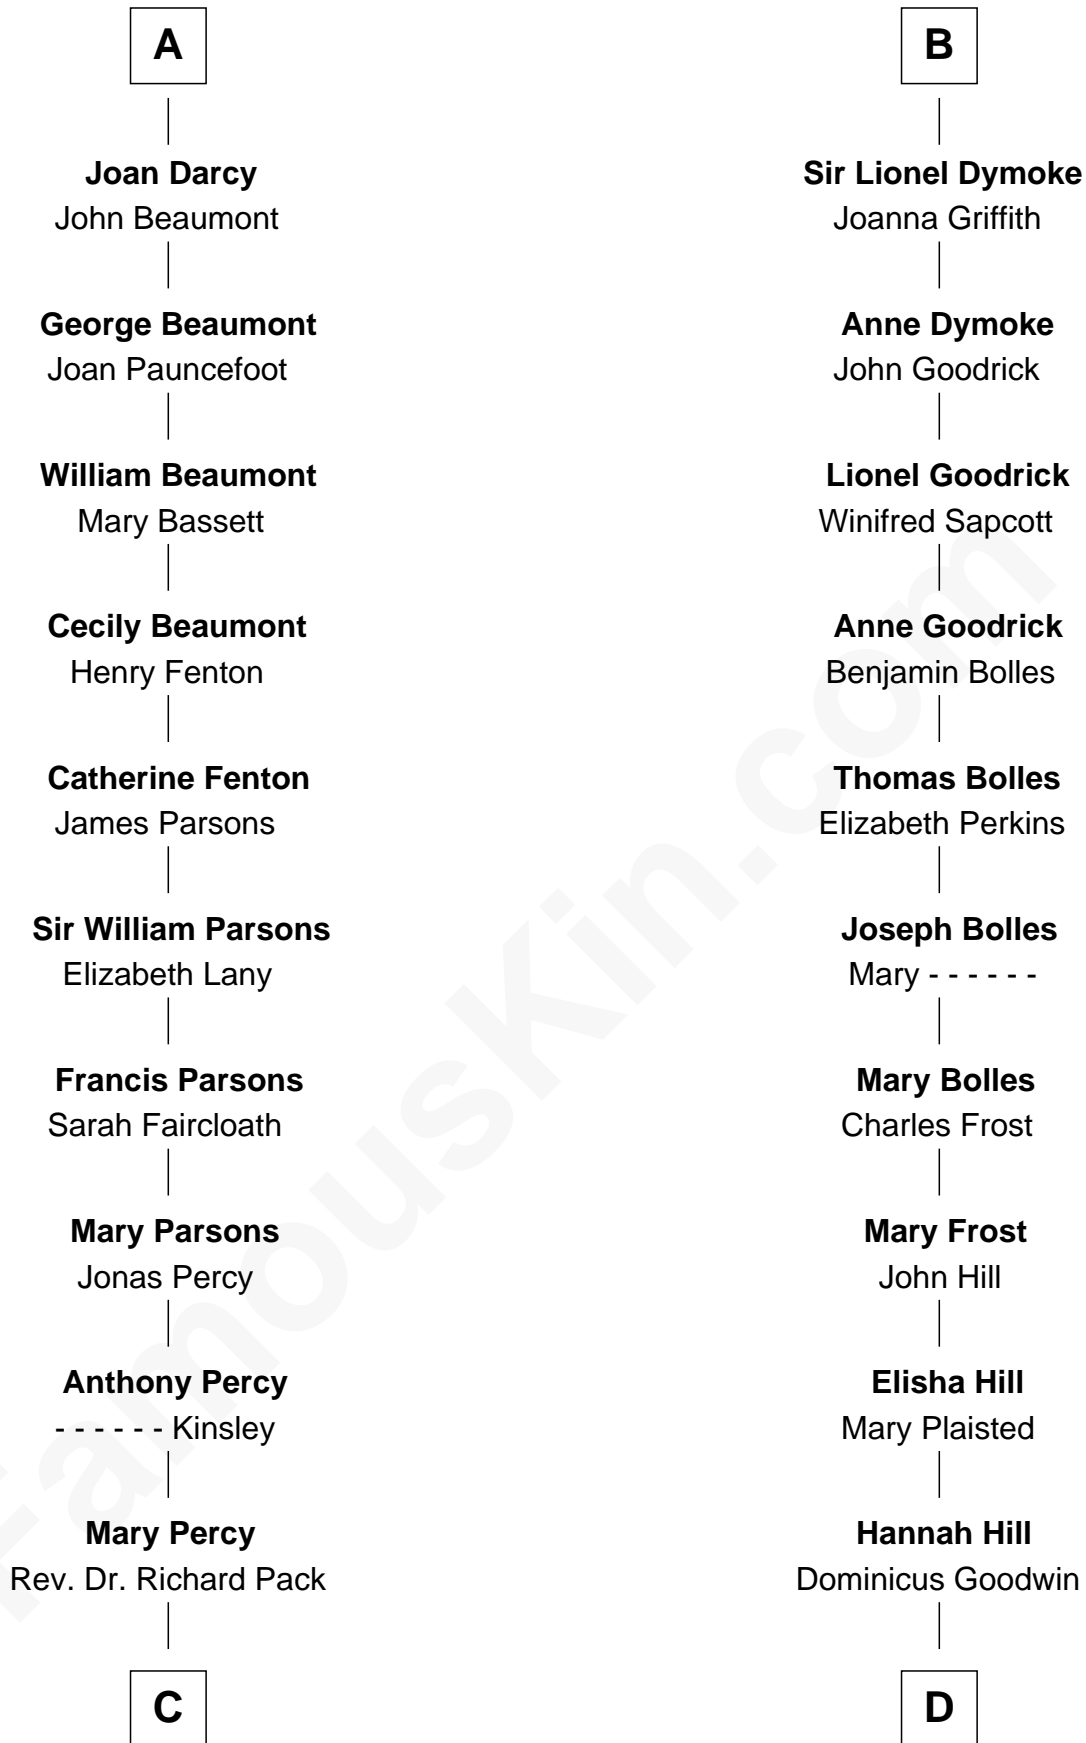 A
Joan Darcy
John Beaumont
George Beaumont
Joan Pauncefoot
William Beaumont
Mary Bassett
Cecily Beaumont
Henry Fenton
Catherine Fenton
James Parsons
Sir William Parsons
Elizabeth Lany
Francis Parsons
Sarah Faircloath
Mary Parsons
Jonas Percy
Anthony Percy
- - - - - - Kinsley
Mary Percy
Rev. Dr. Richard Pack
C
B
Sir Lionel Dymoke
Joanna Griffith
Anne Dymoke
John Goodrick
Lionel Goodrick
Winifred Sapcott
Anne Goodrick
Benjamin Bolles
Thomas Bolles
Elizabeth Perkins
Joseph Bolles
Mary - - - - - -
Mary Bolles
Charles Frost
Mary Frost
John Hill
Elisha Hill
Mary Plaisted
Hannah Hill
Dominicus Goodwin
D
FamousKin.com